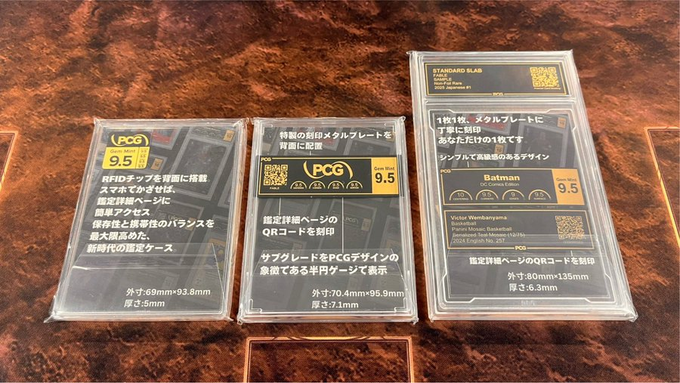 PCG
Gem Mint
9.5
RFIDチップを背面に搭載
スマホでかざせば、
鑑定詳細ページに
簡単アクセス
保存性と携帯性のバランスを
最大限高めた、
新時代の鑑定ケース
外寸:69mm×93.8mm
厚さ:5mm
特製の刻印メタルプレートを
背面に配置
PCG
PCG
Gem Mint
9.5
鑑定詳細ページの
QRコードを刻印
サブグレードをPCGデザインの
象徴である半円ゲージで表示
外寸:70.4mm×95.9mm
厚さ:7.1mm
STANDARD SLAB
FABLE
SAMPLE
Non-Foil Rare
2025 Japanese #1
PCG
1枚1枚、メタルプレートに
丁寧に刻印
あなただけの1枚です
シンプルで高級感のあるデザイン
PCG
Batman
DC Comics Edition
Gem Mint
9.5
Victor Wembanyama
Basketball
Panini Mosaic Basketball
2024 English No. 257
PCG
鑑定詳細ページのQRコードを刻印
外寸:80mm×135mm
厚さ:6.3mm